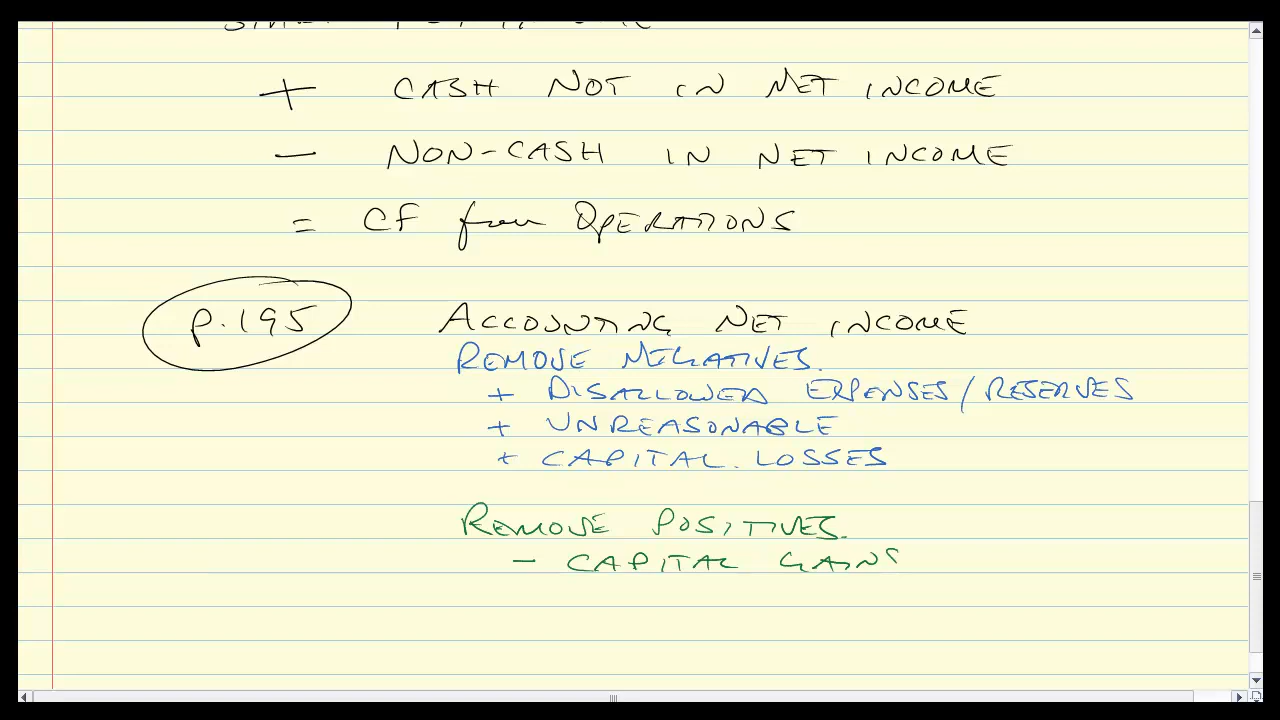 + CASH NOT IN NET INCOME
- NON-CASH IN NET INCOME
= CF from OPERATIONS
p.195 ACCOUNTING NET INCOME
REMOVE NEGATIVES.
+ DISALLOWED EXPENSES/RESERVES
+ UNREASONABLE
+ CAPITAL LOSSES
REMOVE POSITIVES.
- CAPITAL GAINS